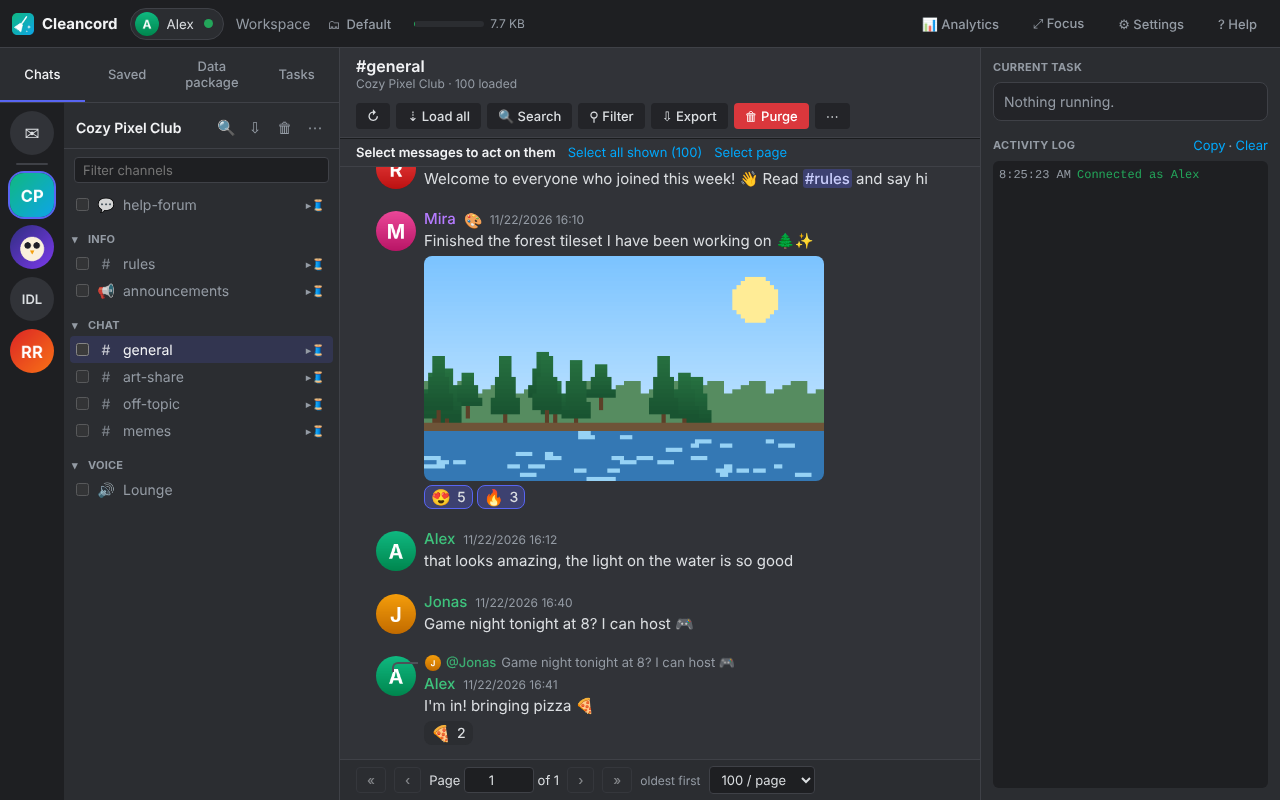 Cleancord
A Alex
Workspace
Default
7.7 KB
Analytics
Focus
Settings
? Help
Chats
Saved
Data package
Tasks
CP
IDL
RR
Cozy Pixel Club
Filter channels
help-forum
INFO
# rules
announcements
CHAT
# general
# art-share
# off-topic
# memes
VOICE
Lounge
#general
Cozy Pixel Club · 100 loaded
Load all
Search
Filter
Export
Purge
Select messages to act on them Select all shown (100) Select page
R
Welcome to everyone who joined this week! 👋 Read #rules and say hi
M
Mira 🎨 11/22/2026 16:10
Finished the forest tileset I have been working on 🌲✨
😍 5 🔥 3
A
Alex 11/22/2026 16:12
that looks amazing, the light on the water is so good
J
Jonas 11/22/2026 16:40
Game night tonight at 8? I can host 🎮
J @Jonas Game night tonight at 8? I can host 🎮
A
Alex 11/22/2026 16:41
I'm in! bringing pizza 🍕
🍕 2
« ‹ Page 1 of 1 › » oldest first 100 / page
CURRENT TASK
Nothing running.
ACTIVITY LOG
Copy · Clear
8:25:23 AM Connected as Alex